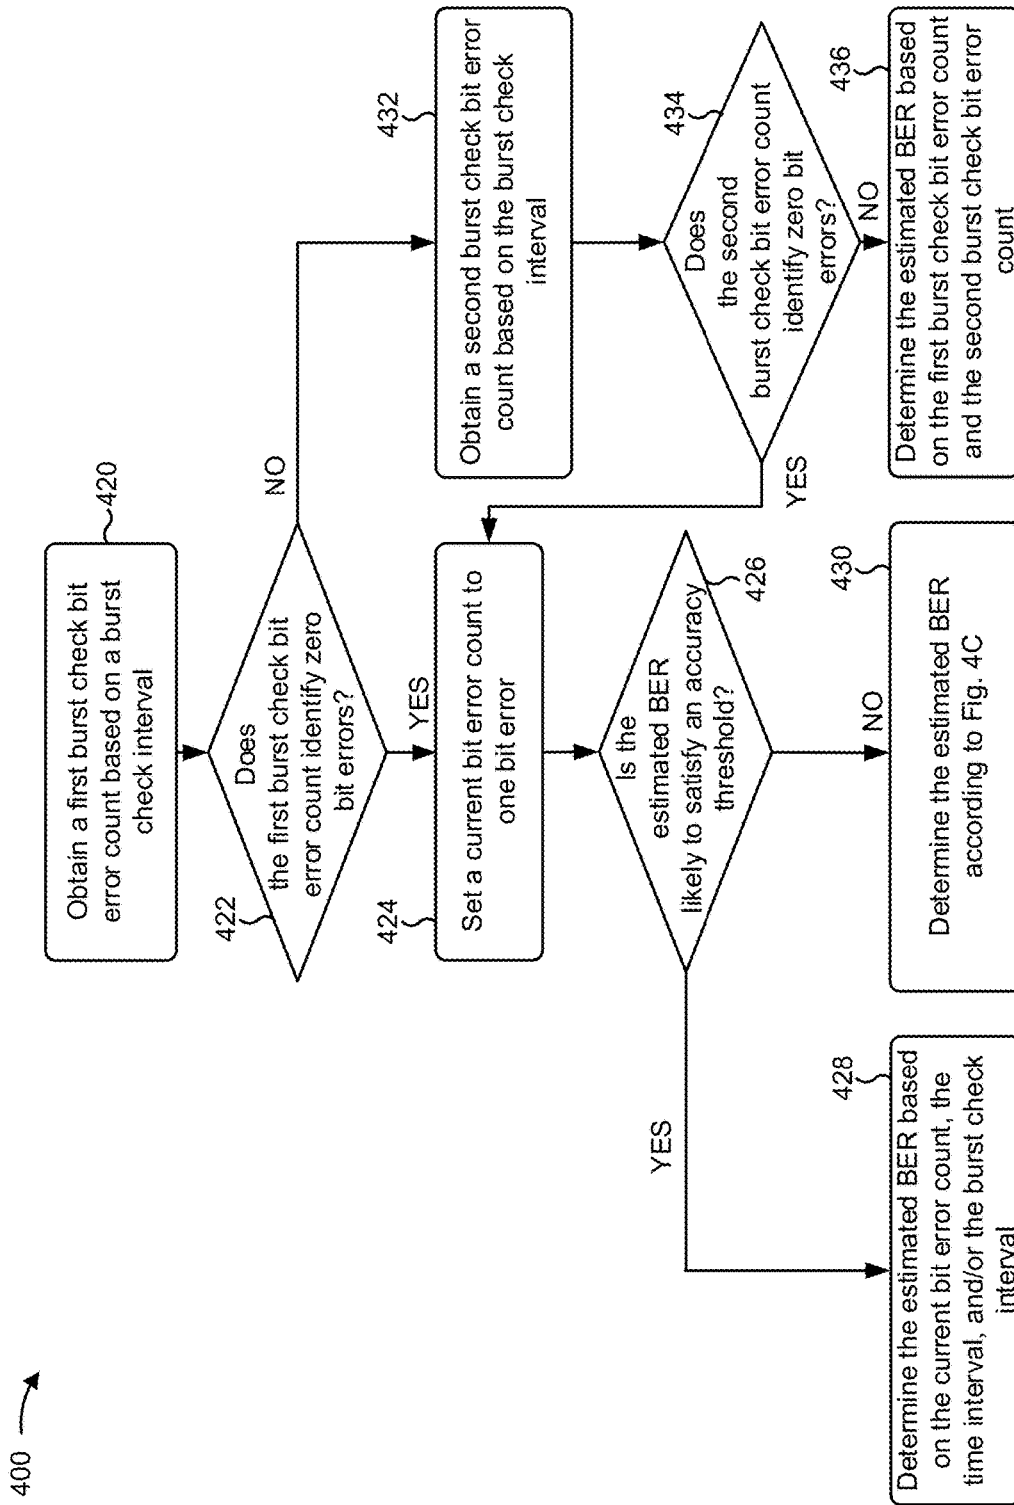 400
420
Obtain a first burst check bit
error count based on a burst
check interval
422
Does
the first burst check bit
error count identify zero
bit errors?
NO
YES
424
Set a current bit error count to
one bit error
426
Is the
estimated BER
likely to satisfy an accuracy
threshold?
YES
NO
428
Determine the estimated BER based
on the current bit error count, the
time interval, and/or the burst check
interval
430
Determine the estimated BER
according to Fig. 4C
432
Obtain a second burst check bit error
count based on the burst check
interval
434
Does
the second
burst check bit error count
identify zero bit
errors?
YES
NO
436
Determine the estimated BER based
on the first burst check bit error count
and the second burst check bit error
count